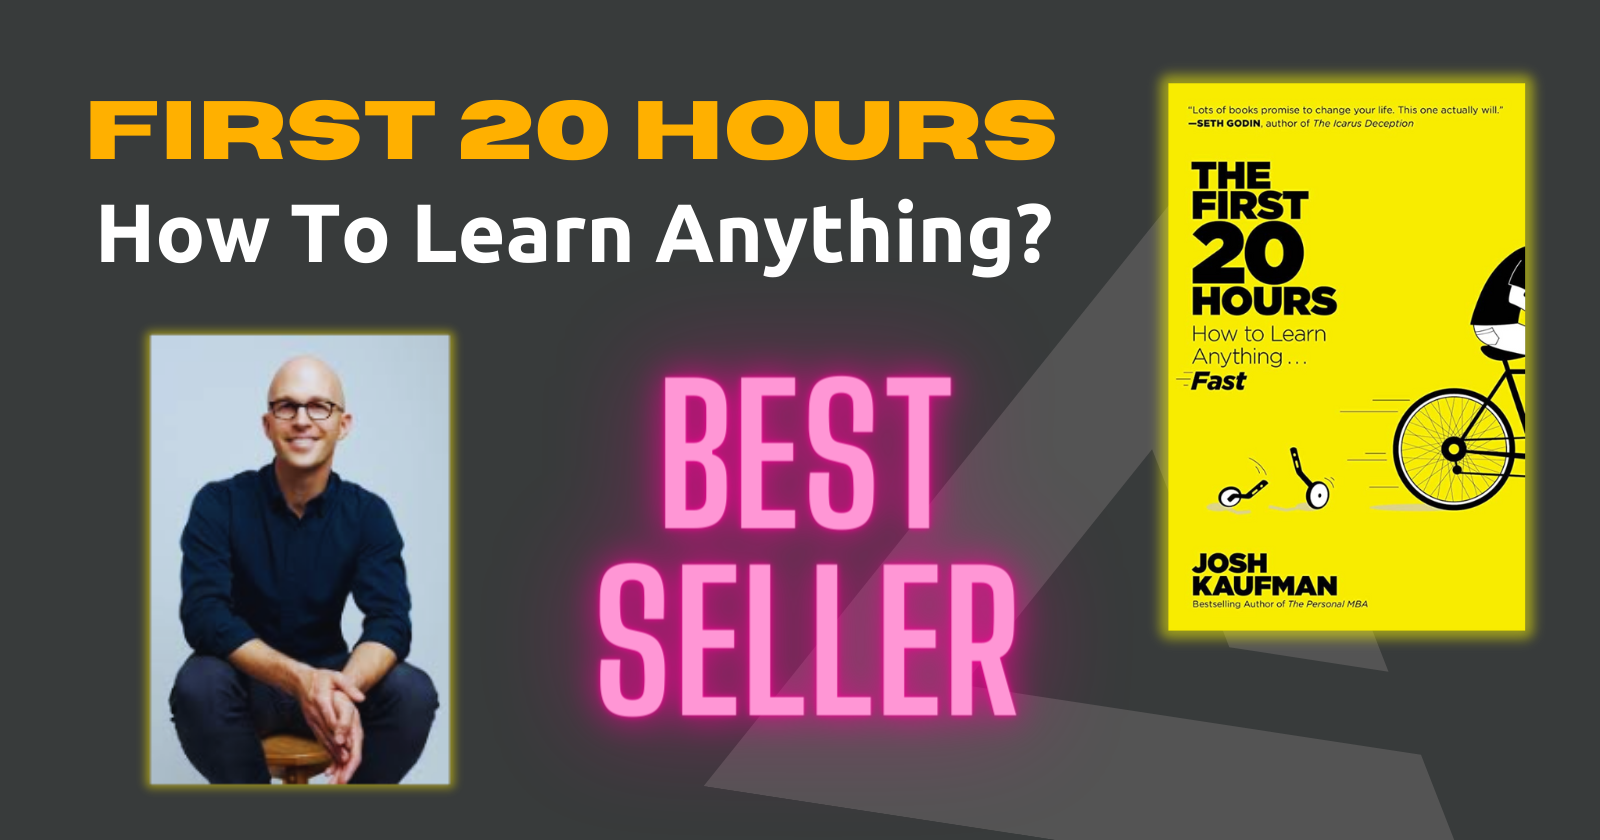 FIRST 20 HOURS
How To Learn Anything?
BEST
SELLER
"Lots of books promise to change your life. This one actually will."
—SETH GODIN, author of The Icarus Deception
THE
FIRST
20
HOURS
How to Learn
Anything...
Fast
JOSH
KAUFMAN
Bestselling Author of The Personal MBA